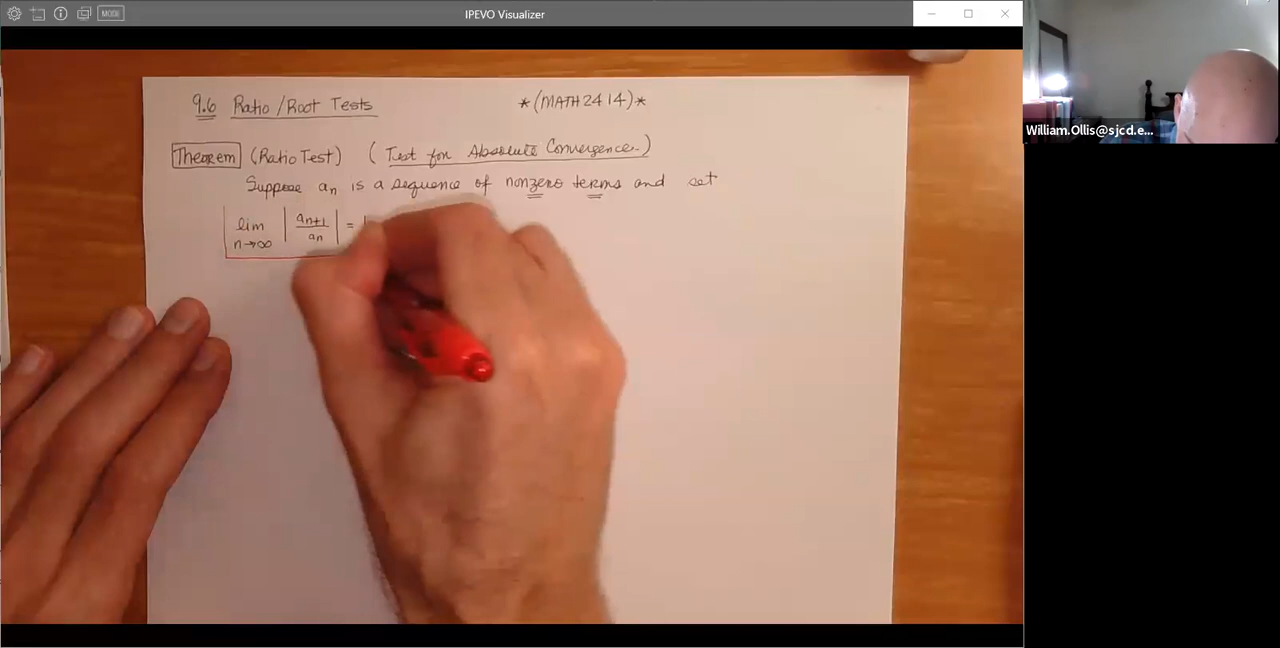 MODE
IPEVO Visualizer
9.6 Ratio/Root Tests *(MATH 2414)*
Theorem (Ratio Test) (Test for Absolute Convergence)
Suppose aₙ is a sequence of nonzero terms and set
lim n→∞ | aₙ₊₁ / aₙ | =
William.Ollis@sjcd.e...